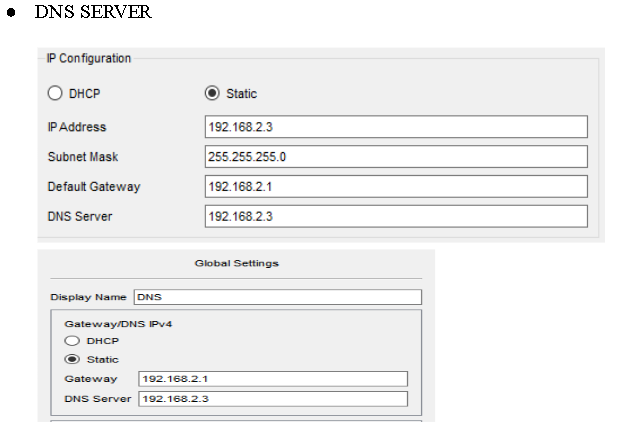 ● DNS SERVER
IP Configuration
DHCP Static
IP Address 192.168.2.3
Subnet Mask 255.255.255.0
Default Gateway 192.168.2.1
DNS Server 192.168.2.3
Global Settings
Display Name DNS
Gateway/DNS IPv4
DHCP
Static
Gateway 192.168.2.1
DNS Server 192.168.2.3